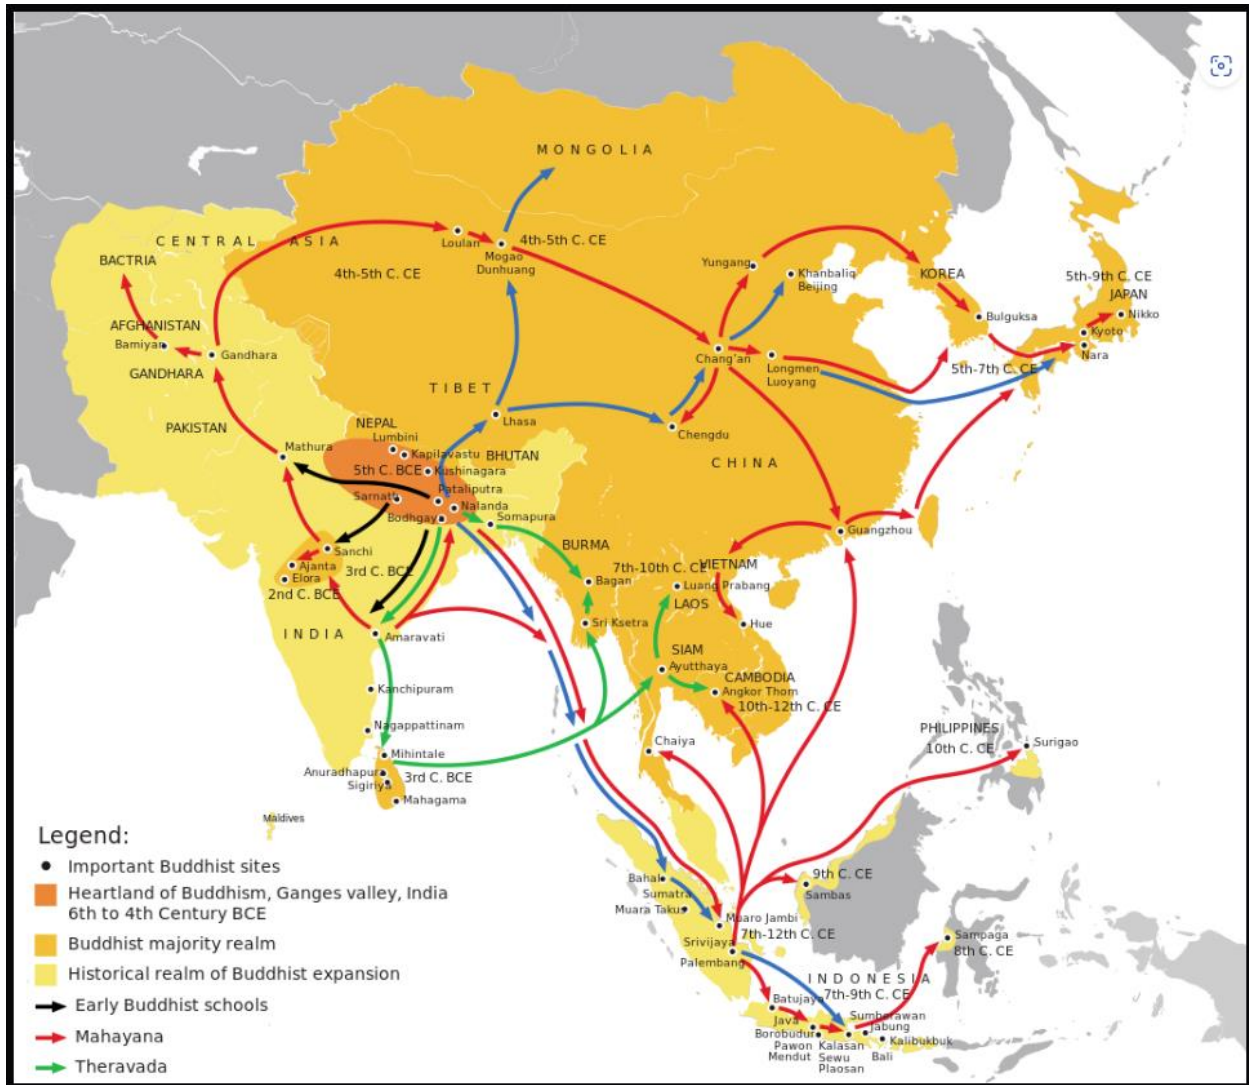 MONGOLIA
CENTRAL ASIA
BACTRIA
Loulan
Mogao
Dunhuang
4th-5th C. CE
4th-5th C. CE
Yungang
Khanbaliq
Beijing
KOREA
5th-9th C. CE
JAPAN
Nikko
Bulguksa
Kyoto
Nara
AFGHANISTAN
Bamiyan
Gandhara
GANDHARA
Chang'an
Longmen
Luoyang
5th-7th C. CE
TIBET
PAKISTAN
NEPAL
Lumbini
Lhasa
Chengdu
Mathura
Kapilavastu
BHUTAN
5th C. BCE
Kushinagara
CHINA
Pataliputra
Sarnath
Nalanda
Bodhgaya
Somapura
Guangzhou
Sanchi
BURMA
Ajanta
3rd C. BCE
7th-10th C. CE
VIETNAM
Elora
Bagan
Luang Prabang
2nd C. BCE
LAOS
INDIA
Amaravati
Sri Ksetra
Hue
SIAM
Ayutthaya
CAMBODIA
Kanchipuram
Angkor Thom
10th-12th C. CE
Nagappattinam
PHILIPPINES
10th C. CE
Surigao
Mihintale
Chaiya
Anuradhapura
3rd C. BCE
Sigiriya
Mahagama
Maldives
Legend:
Important Buddhist sites
Heartland of Buddhism, Ganges valley, India
6th to 4th Century BCE
Buddhist majority realm
Historical realm of Buddhist expansion
Early Buddhist schools
Mahayana
Theravada
Bahal
Sumatra
Muara Takus
9th C. CE
Sambas
Muaro Jambi
7th-12th C. CE
Srivijaya
Palembang
Sampaga
8th C. CE
INDONESIA
7th-9th C. CE
Batujaya
Java
Sumberawan
Jabung
Borobudur
Pawon
Mendut
Kalasan
Sewu
Plaosan
Kalibukbuk
Bali